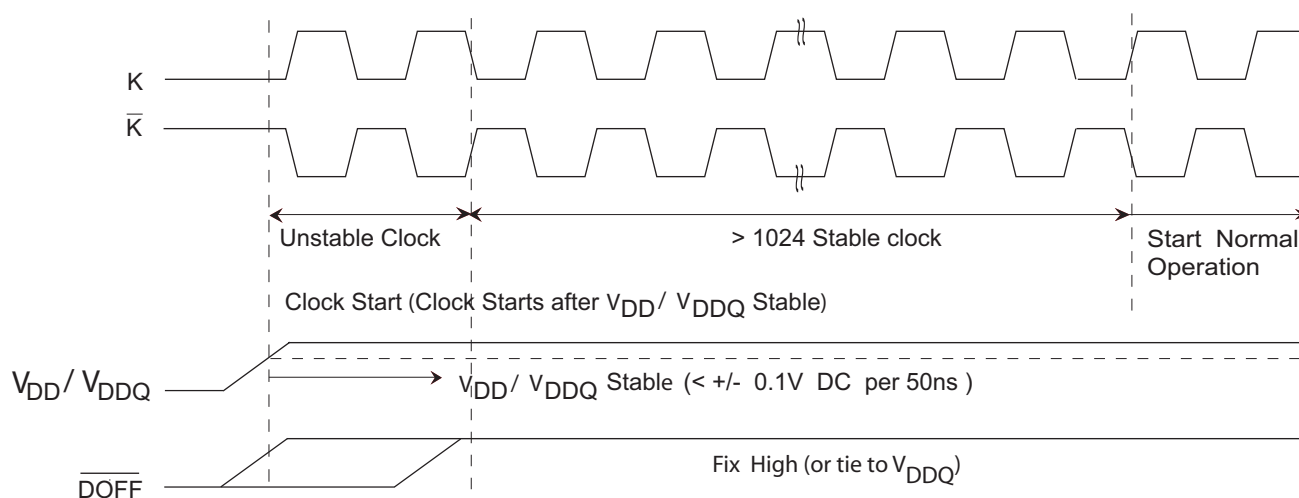 K
K̅
Unstable Clock
> 1024 Stable clock
Start Normal
Operation
Clock Start (Clock Starts after VDD/ VDDQ Stable)
VDD/ VDDQ
VDD/ VDDQ Stable (< +/- 0.1V DC per 50ns )
Fix High (or tie to VDDQ)
D̅O̅F̅F̅